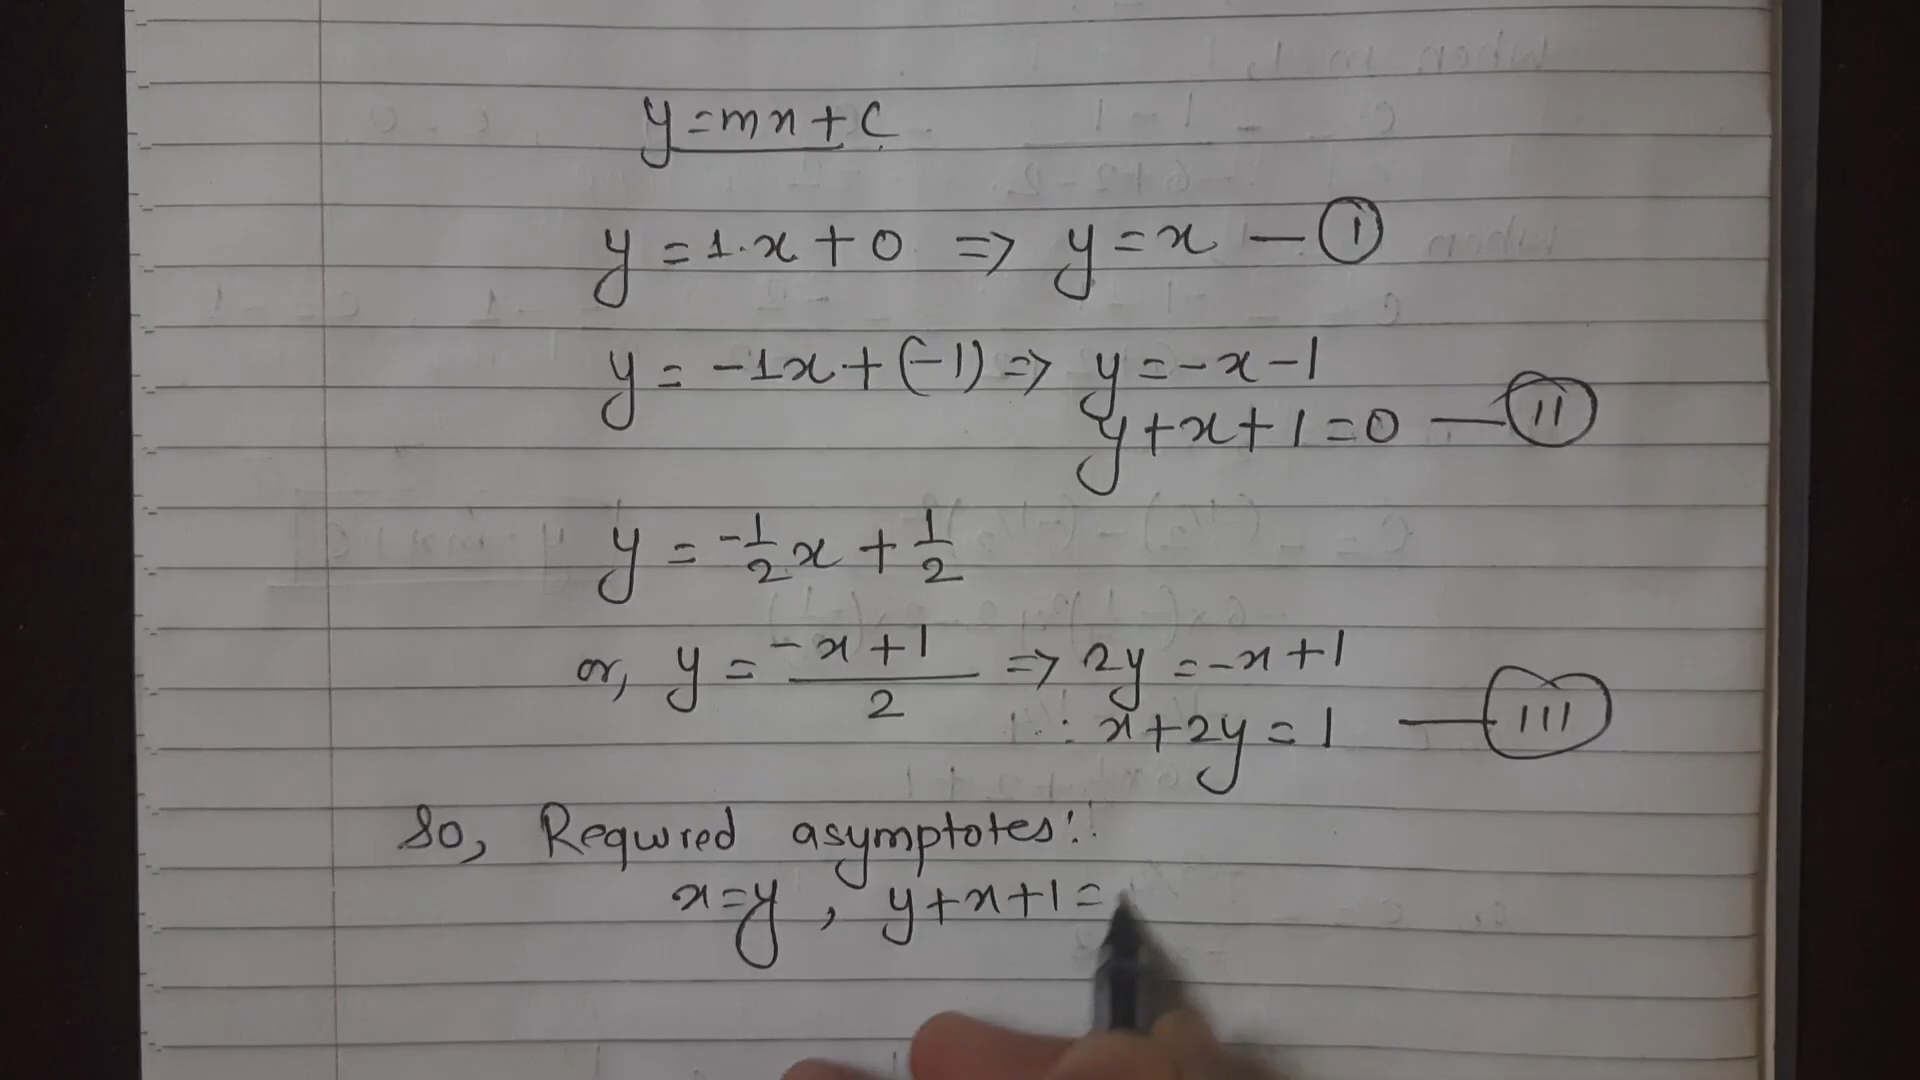 y = mx + c
y = 1·x + 0 => y = x — (I)
y = -1x + (-1) => y = -x - 1
y + x + 1 = 0 — (II)
y = -1/2 x + 1/2
or, y = (-x + 1)/2 => 2y = -x + 1
∴ x + 2y = 1 — (III)
So, Required asymptotes:
x = y , y + x + 1 =